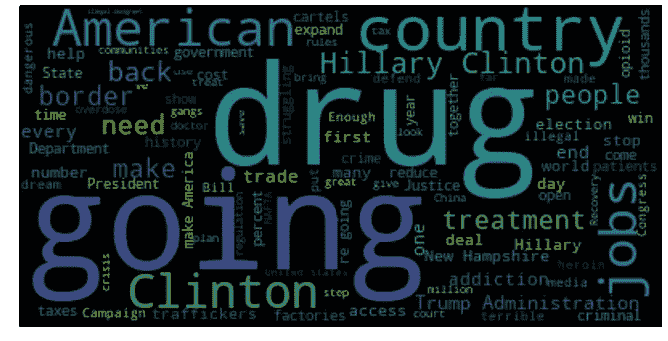 illegal immigrant
American
country
cartels
expand
tax
rules
dangerous
communities
help
government
State
cost
back
treat
Hillary Clinton
defend
far
made
opioid
thousands
border
use
bring
people
time
overdose
show
struggling
together
win
every
need
gangs
doctor
drug
Enough
year
look
election
Department
history
first
crime
illegal
stop
number
make
trade
many
reduce
world
end
come
patients
dream
President
Bill
put
great
give
Justice
day
open
Recovery
Congress
going
make America
regulation
percent
NAFTA
re going
China
one
treatment
jobs
plan
deal
Hillary
New Hampshire
heroin
crisis
Clinton
United States
addiction
media
step
million
Trump Administration
taxes
Campaign
traffickers
factories
access
court
terrible
criminal